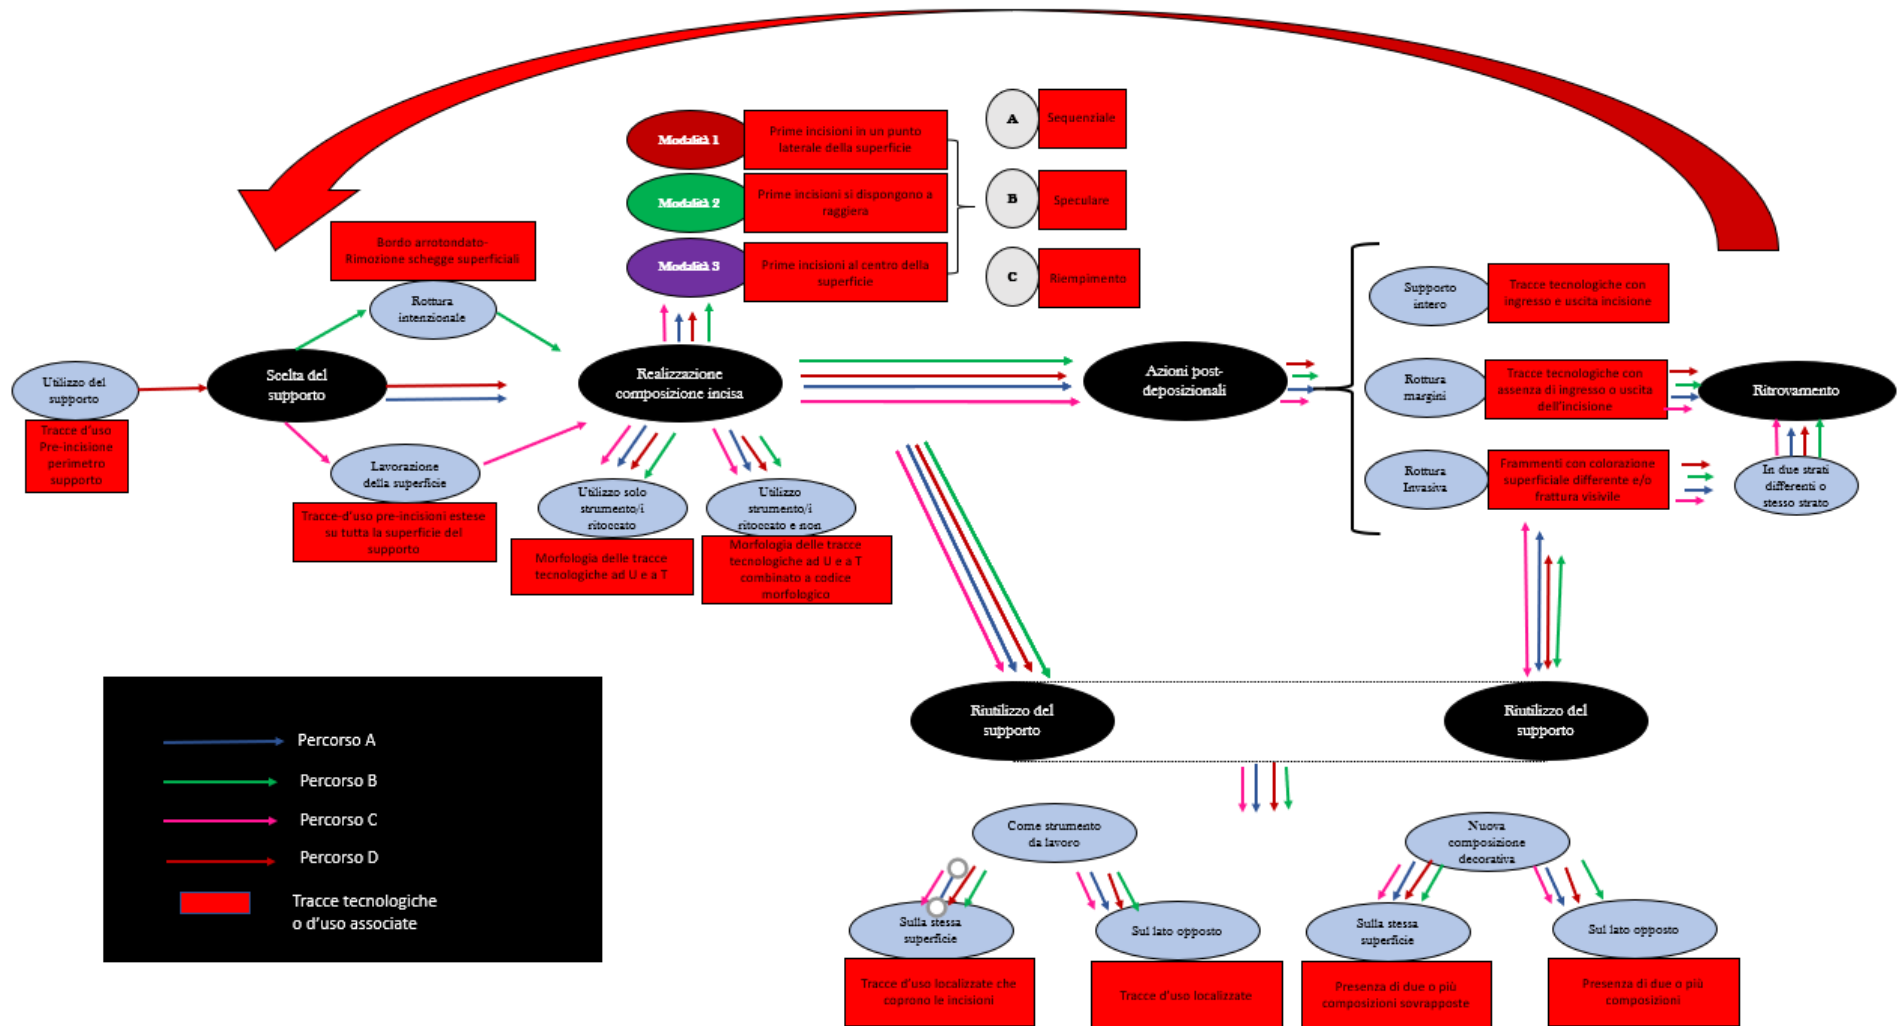 Modalità 1
Prime incisioni in un punto
laterale della superficie
Modalità 2
Prime incisioni si dispongono a
raggiera
Modalità 3
Prime incisioni al centro della
superficie
A
Sequenziale
B
Speculare
C
Riempimento
Bordo arrotondato-
Rimozione schegge superficiali
Rottura
intenzionale
Utilizzo del
supporto
Tracce d'uso
Pre-incisione
perimetro
supporto
Scelta del
supporto
Lavorazione
della superficie
Tracce-d'uso pre-incisioni estese
su tutta la superficie del
supporto
Realizzazione
composizione incisa
Utilizzo solo
strumento/i
ritoccato
Morfologia delle tracce
tecnologiche ad U e a T
Utilizzo
strumento/i
ritoccato e non
Morfologia delle tracce
tecnologiche ad U e a T
combinato a codice
morfologico
Azioni post-
deposizionali
Supporto
intero
Tracce tecnologiche con
ingresso e uscita incisione
Rottura
margini
Tracce tecnologiche con
assenza di ingresso o uscita
dell'incisione
Rottura
Invasiva
Frammenti con colorazione
superficiale differente e/o
frattura visivile
Ritrovamento
In due strati
differenti o
stesso strato
Riutilizzo del
supporto
Riutilizzo del
supporto
Come strumento
da lavoro
Nuova
composizione
decorativa
Sulla stessa
superficie
Tracce d'uso localizzate che
coprono le incisioni
Sul lato opposto
Tracce d'uso localizzate
Sulla stessa
superficie
Presenza di due o più
composizioni sovrapposte
Sul lato opposto
Presenza di due o più
composizioni
Percorso A
Percorso B
Percorso C
Percorso D
Tracce tecnologiche
o d'uso associate